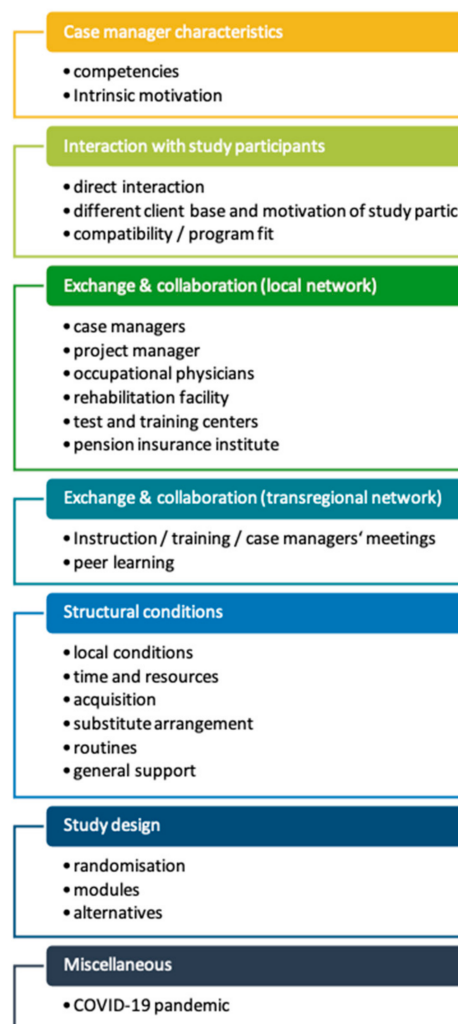 Case manager characteristics
• competencies
• Intrinsic motivation
Interaction with study participants
• direct interaction
• different client base and motivation of study partic
• compatibility / program fit
Exchange & collaboration (local network)
• case managers
• project manager
• occupational physicians
• rehabilitation facility
• test and training centers
• pension insurance institute
Exchange & collaboration (transregional network)
• Instruction / training / case managers‘ meetings
• peer learning
Structural conditions
• local conditions
• time and resources
• acquisition
• substitute arrangement
• routines
• general support
Study design
• randomisation
• modules
• alternatives
Miscellaneous
• COVID-19 pandemic